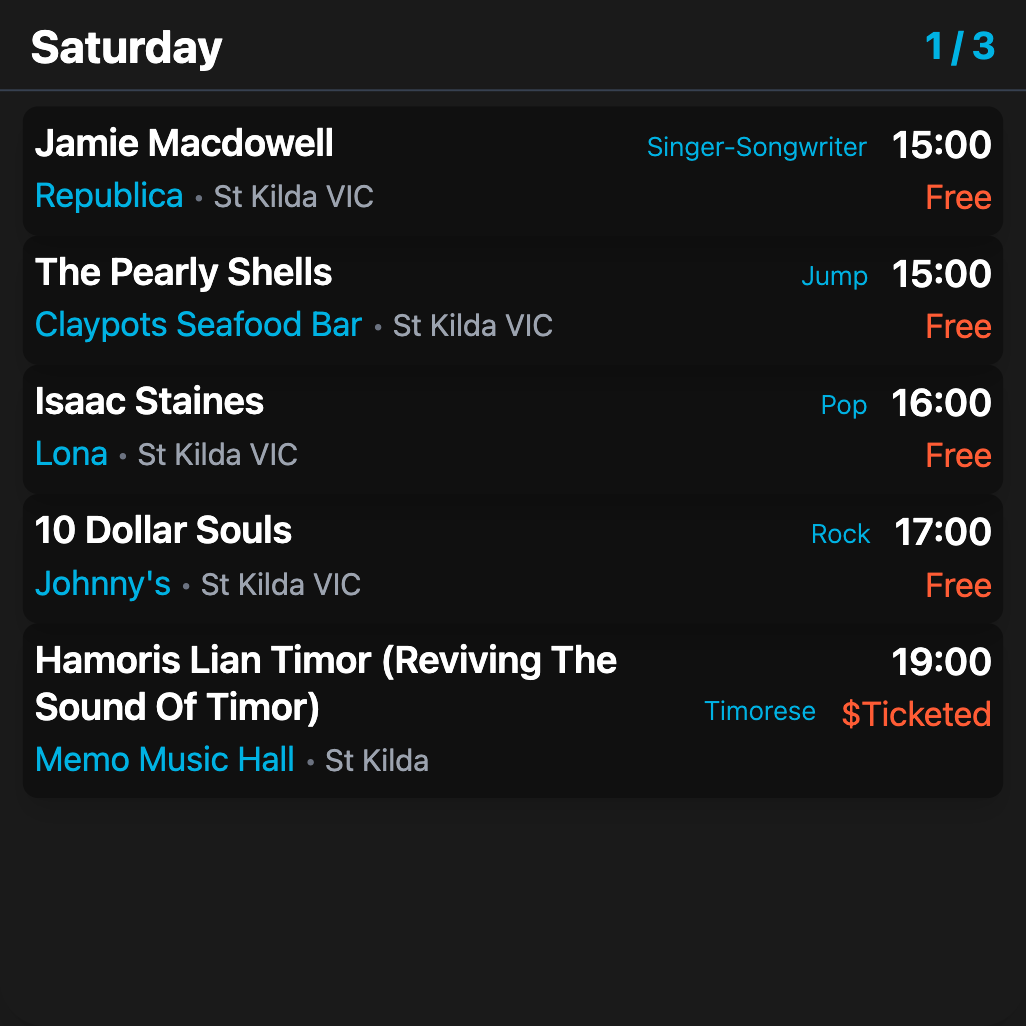 Saturday 1 / 3
Jamie Macdowell Singer-Songwriter 15:00
Republica • St Kilda VIC Free
The Pearly Shells Jump 15:00
Claypots Seafood Bar • St Kilda VIC Free
Isaac Staines Pop 16:00
Lona • St Kilda VIC Free
10 Dollar Souls Rock 17:00
Johnny's • St Kilda VIC Free
Hamoris Lian Timor (Reviving The 19:00
Sound Of Timor) Timorese $Ticketed
Memo Music Hall • St Kilda